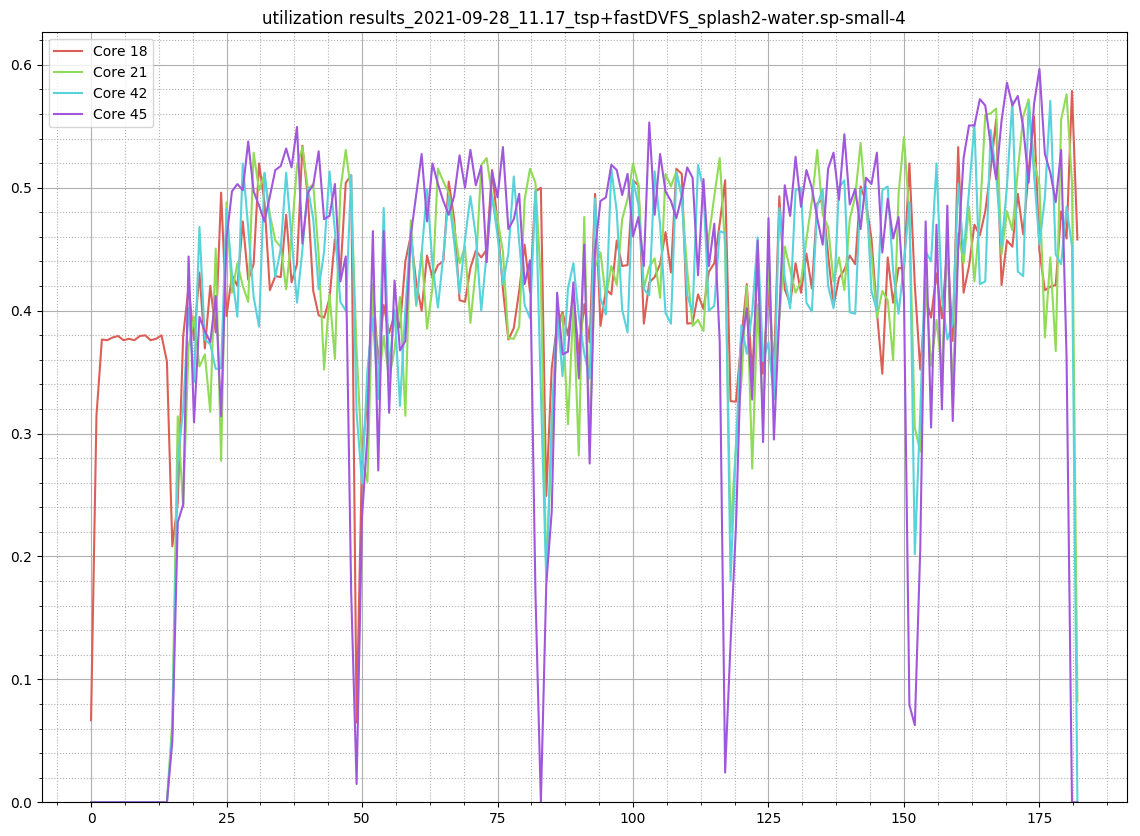 utilization results_2021-09-28_11.17_tsp+fastDVFS_splash2-water.sp-small-4
Core 18
Core 21
Core 42
Core 45
0.6
0.5
0.4
0.3
0.2
0.1
0.0
0 25 50 75 100 125 150 175